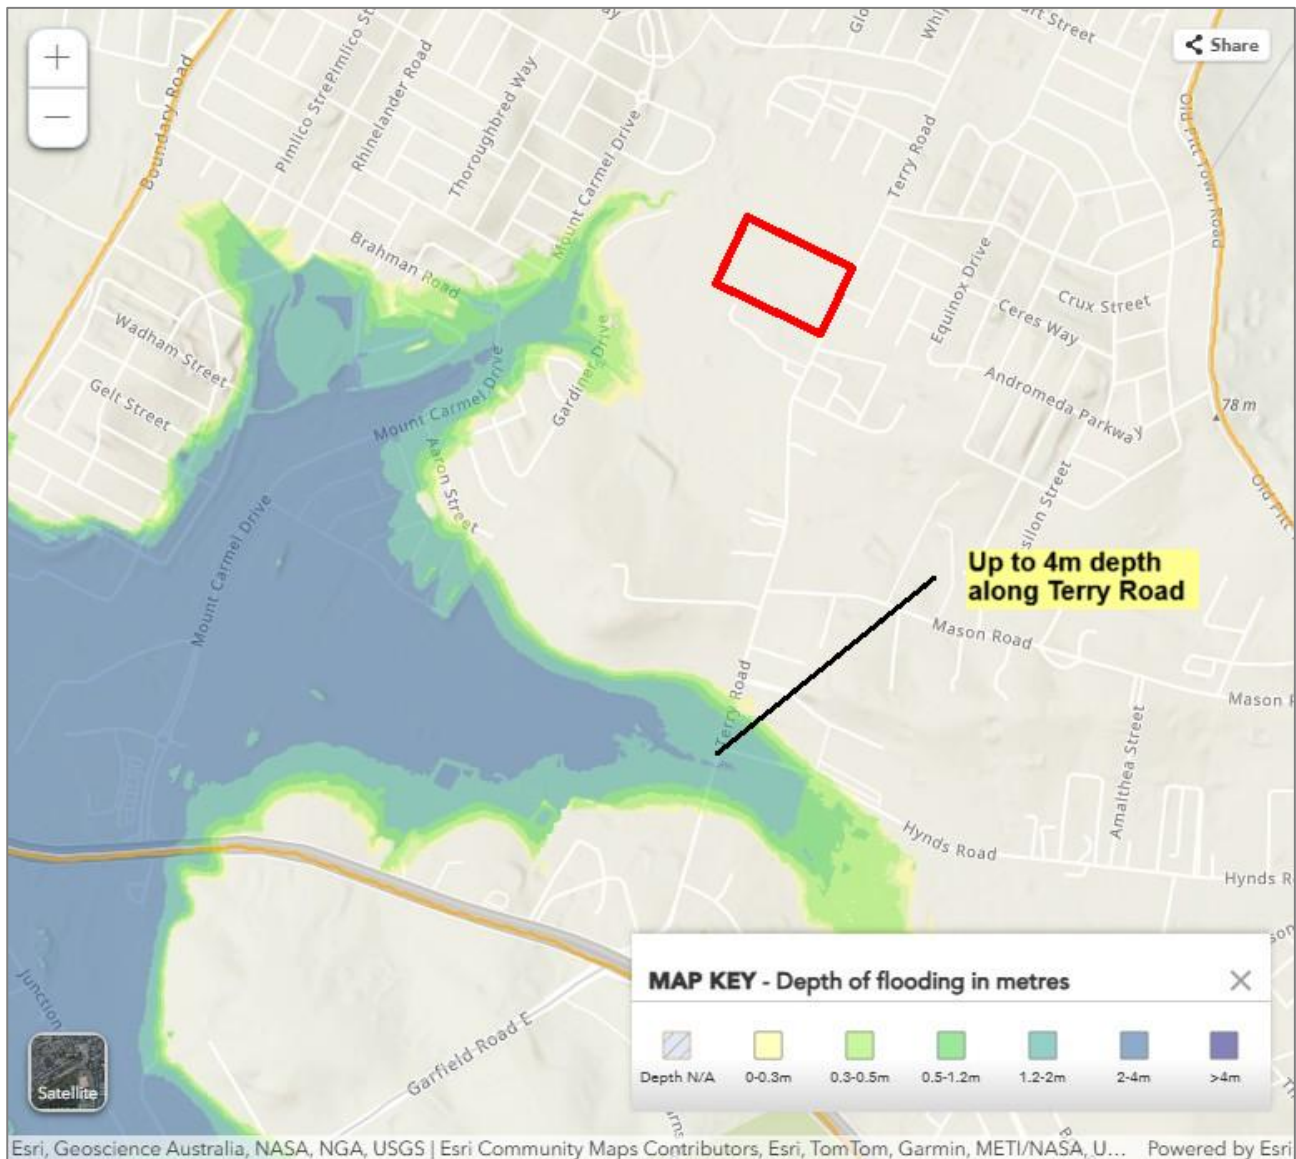 Share
Boundary Road
Rhinelander Road
Thoroughbred Way
Mount Carmel Drive
Terry Road
Old Pitt Town Road
Brahman Road
Wadham Street
Gelt Street
Gardiner Drive
Mount Carmel Drive
Aaron Street
Equinox Drive
Crux Street
Ceres Way
Andromeda Parkway
78 m
Mount Carmel Drive
Up to 4m depth
along Terry Road
Mason Road
Mason R
Terry Road
Amalthea Street
Hynds Road
Hynds R
Junction
Garfield Road E
Satellite
MAP KEY - Depth of flooding in metres
Depth N/A 0-0.3m 0.3-0.5m 0.5-1.2m 1.2-2m 2-4m >4m
Esri, Geoscience Australia, NASA, NGA, USGS | Esri Community Maps Contributors, Esri, TomTom, Garmin, METI/NASA, U... Powered by Esri